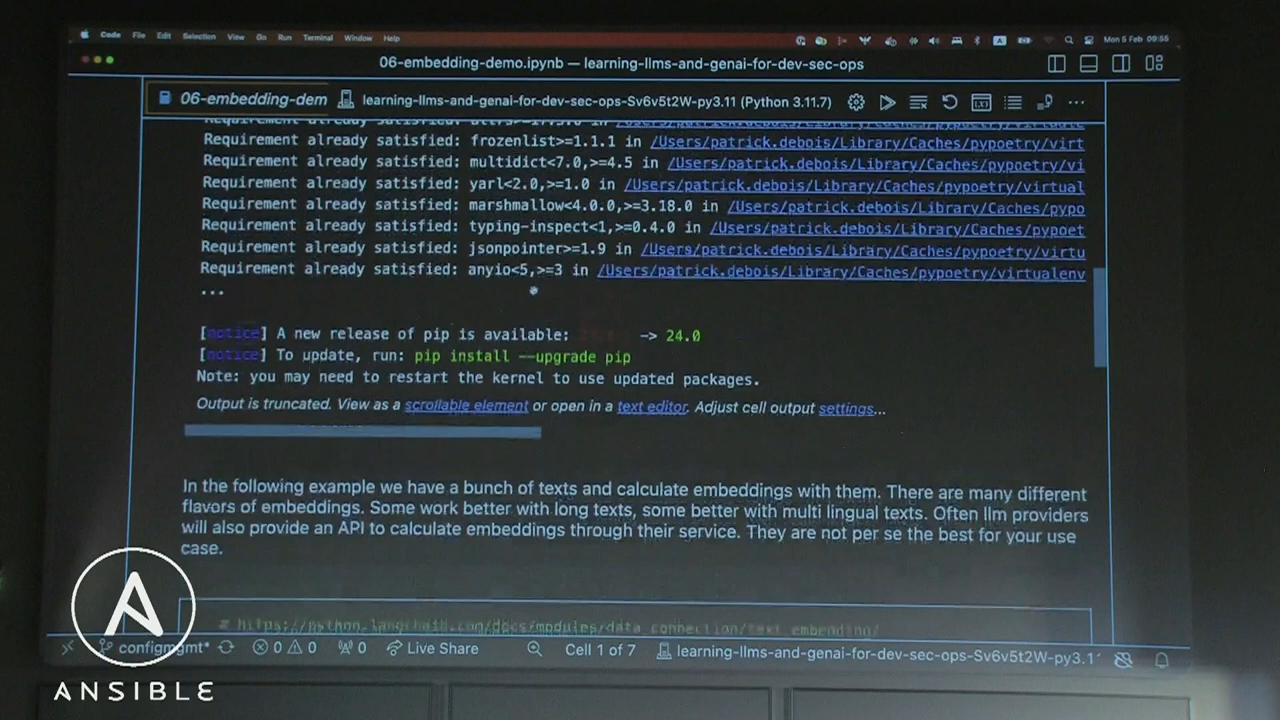 Code File Edit Selection View Go Run Terminal Window Help
A
Mon 5 Feb 09:55
06-embedding-demo.ipynb — learning-llms-and-genai-for-dev-sec-ops
06-embedding-dem
learning-llms-and-genai-for-dev-sec-ops-Sv6v5t2W-py3.11 (Python 3.11.7)
Requirement already satisfied: frozenlist>=1.1.1 in /Users/patrick.debois/Library/Caches/pypoetry/virt
Requirement already satisfied: multidict<7.0,>=4.5 in /Users/patrick.debois/Library/Caches/pypoetry/vi
Requirement already satisfied: yarl<2.0,>=1.0 in /Users/patrick.debois/Library/Caches/pypoetry/virtual
Requirement already satisfied: marshmallow<4.0.0,>=3.18.0 in /Users/patrick.debois/Library/Caches/pypo
Requirement already satisfied: typing-inspect<1,>=0.4.0 in /Users/patrick.debois/Library/Caches/pypoet
Requirement already satisfied: jsonpointer>=1.9 in /Users/patrick.debois/Library/Caches/pypoetry/virtu
Requirement already satisfied: anyio<5,>=3 in /Users/patrick.debois/Library/Caches/pypoetry/virtualenv
...
[notice] A new release of pip is available: -> 24.0
[notice] To update, run: pip install --upgrade pip
Note: you may need to restart the kernel to use updated packages.
Output is truncated. View as a scrollable element or open in a text editor. Adjust cell output settings...
In the following example we have a bunch of texts and calculate embeddings with them. There are many different
flavors of embeddings. Some work better with long texts, some better with multi lingual texts. Often llm providers
will also provide an API to calculate embeddings through their service. They are not per se the best for your use
case.
# https://python.langchain.com/docs/modules/data_connection/text_embedding/
configmgmt* 0 0 0 Live Share Cell 1 of 7 learning-llms-and-genai-for-dev-sec-ops-Sv6v5t2W-py3.1
A
ANSIBLE